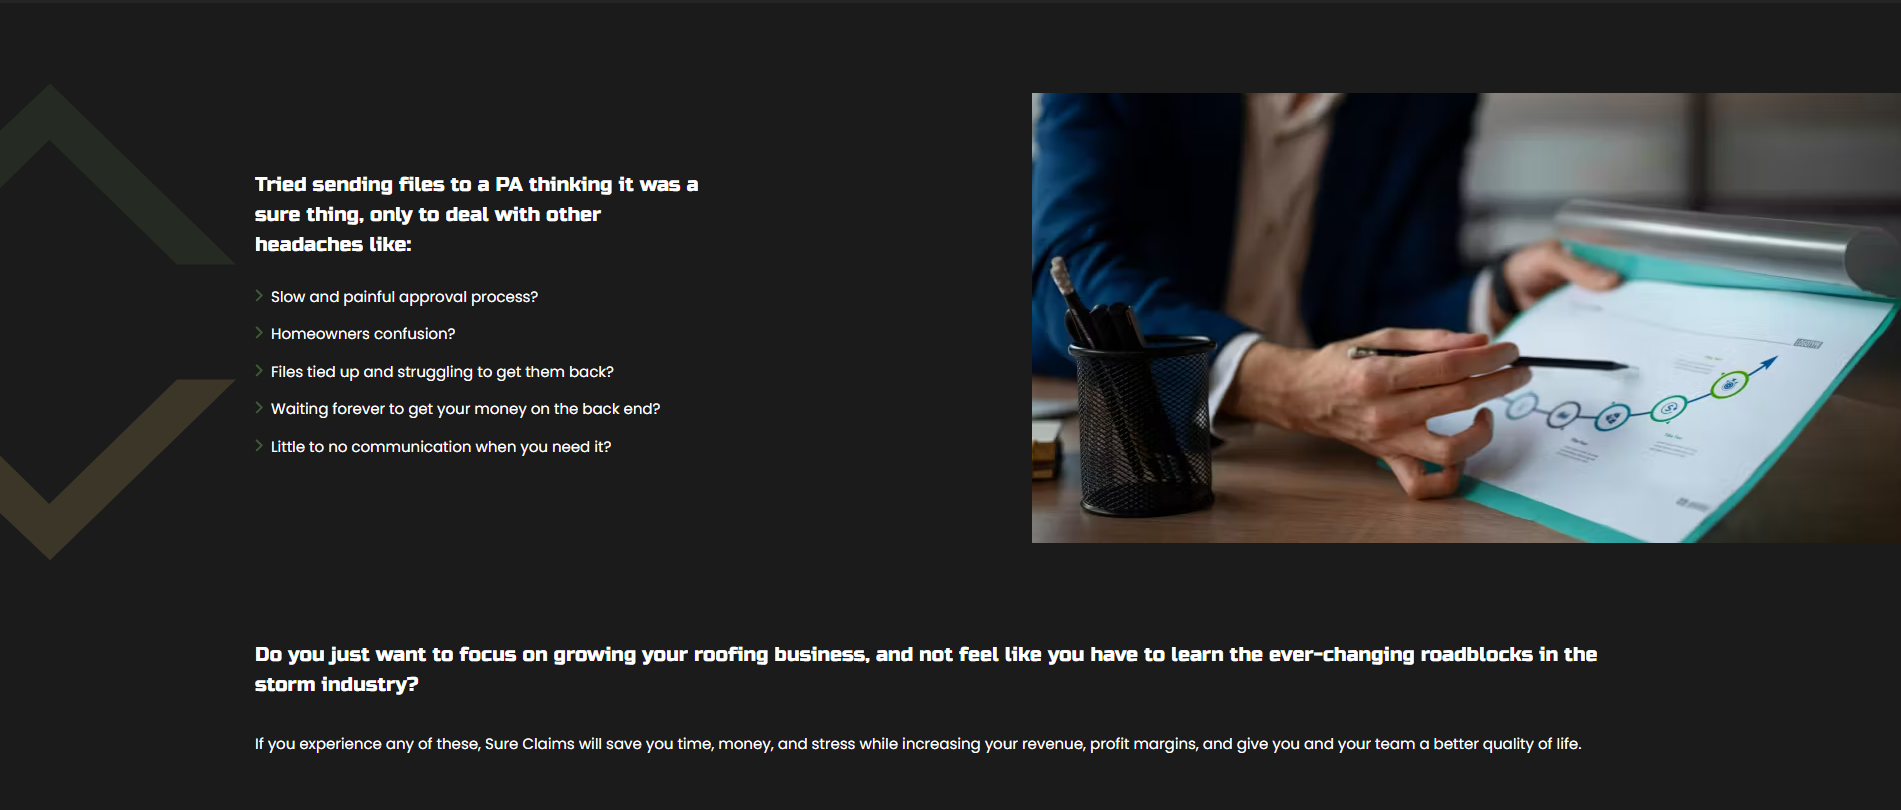 Tried sending files to a PA thinking it was a
sure thing, only to deal with other
headaches like:
Slow and painful approval process?
Homeowners confusion?
Files tied up and struggling to get them back?
Waiting forever to get your money on the back end?
Little to no communication when you need it?
Do you just want to focus on growing your roofing business, and not feel like you have to learn the ever-changing roadblocks in the
storm industry?
If you experience any of these, Sure Claims will save you time, money, and stress while increasing your revenue, profit margins, and give you and your team a better quality of life.